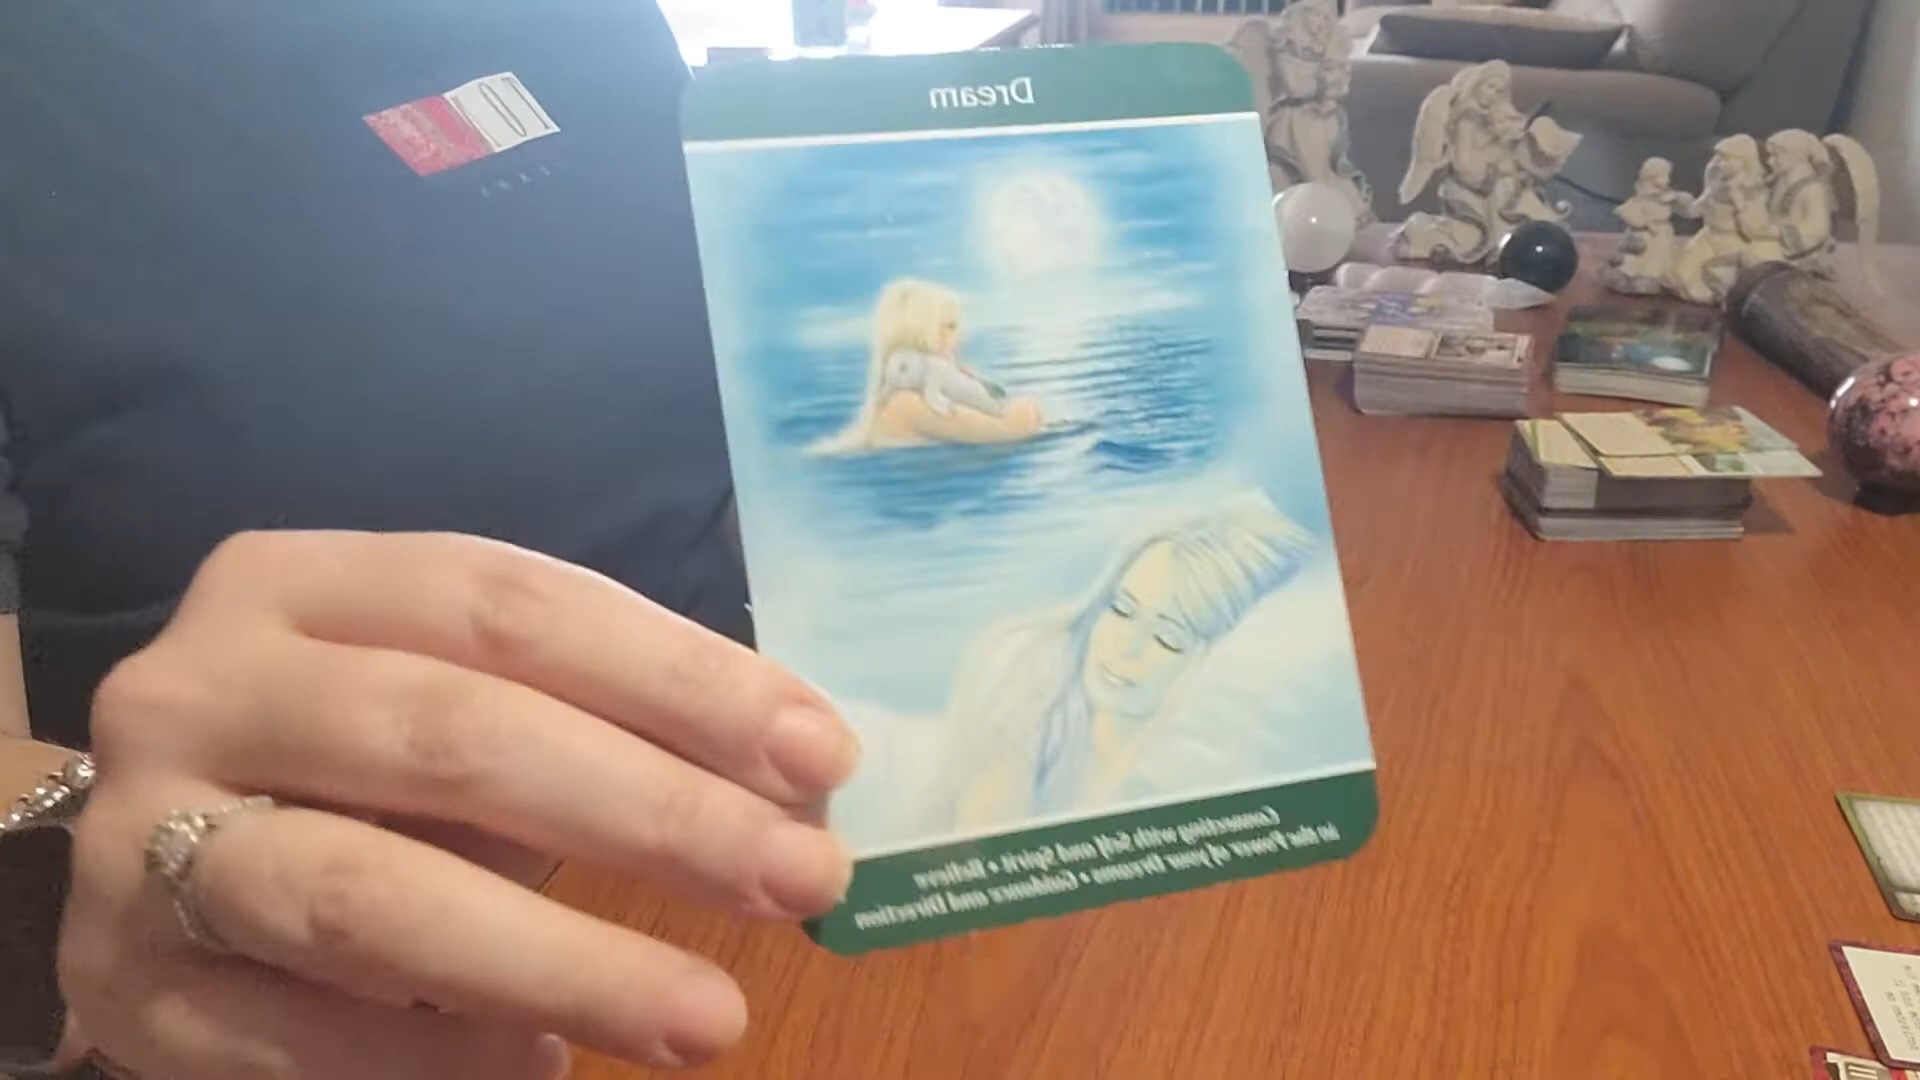 Dream
Connecting with Self and Spirit • Believe
in the Power of your Dreams • Guidance and Direction